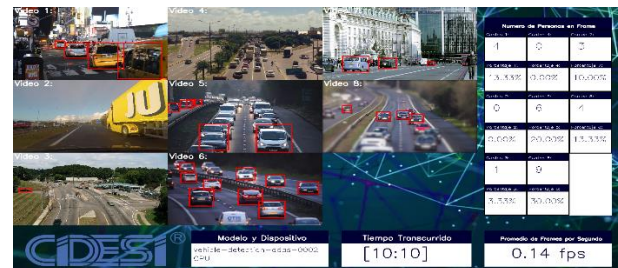 Video 1:
Video 4:
Video 7:
Video 2:
Video 5:
Video 8:
Video 3:
Video 6:
Numero de Personas en Frame
4 0 3
13.33% 0.00% 10.00%
0 6 4
0.00% 20.00% 13.33%
1 9
3.33% 30.00%
CIDESI ®
Modelo y Dispositivo
vehicle-detection-adas-0002
CPU
Tiempo Transcurrido
[10:10]
Promedio de Frames por Segundo
0.14 fps